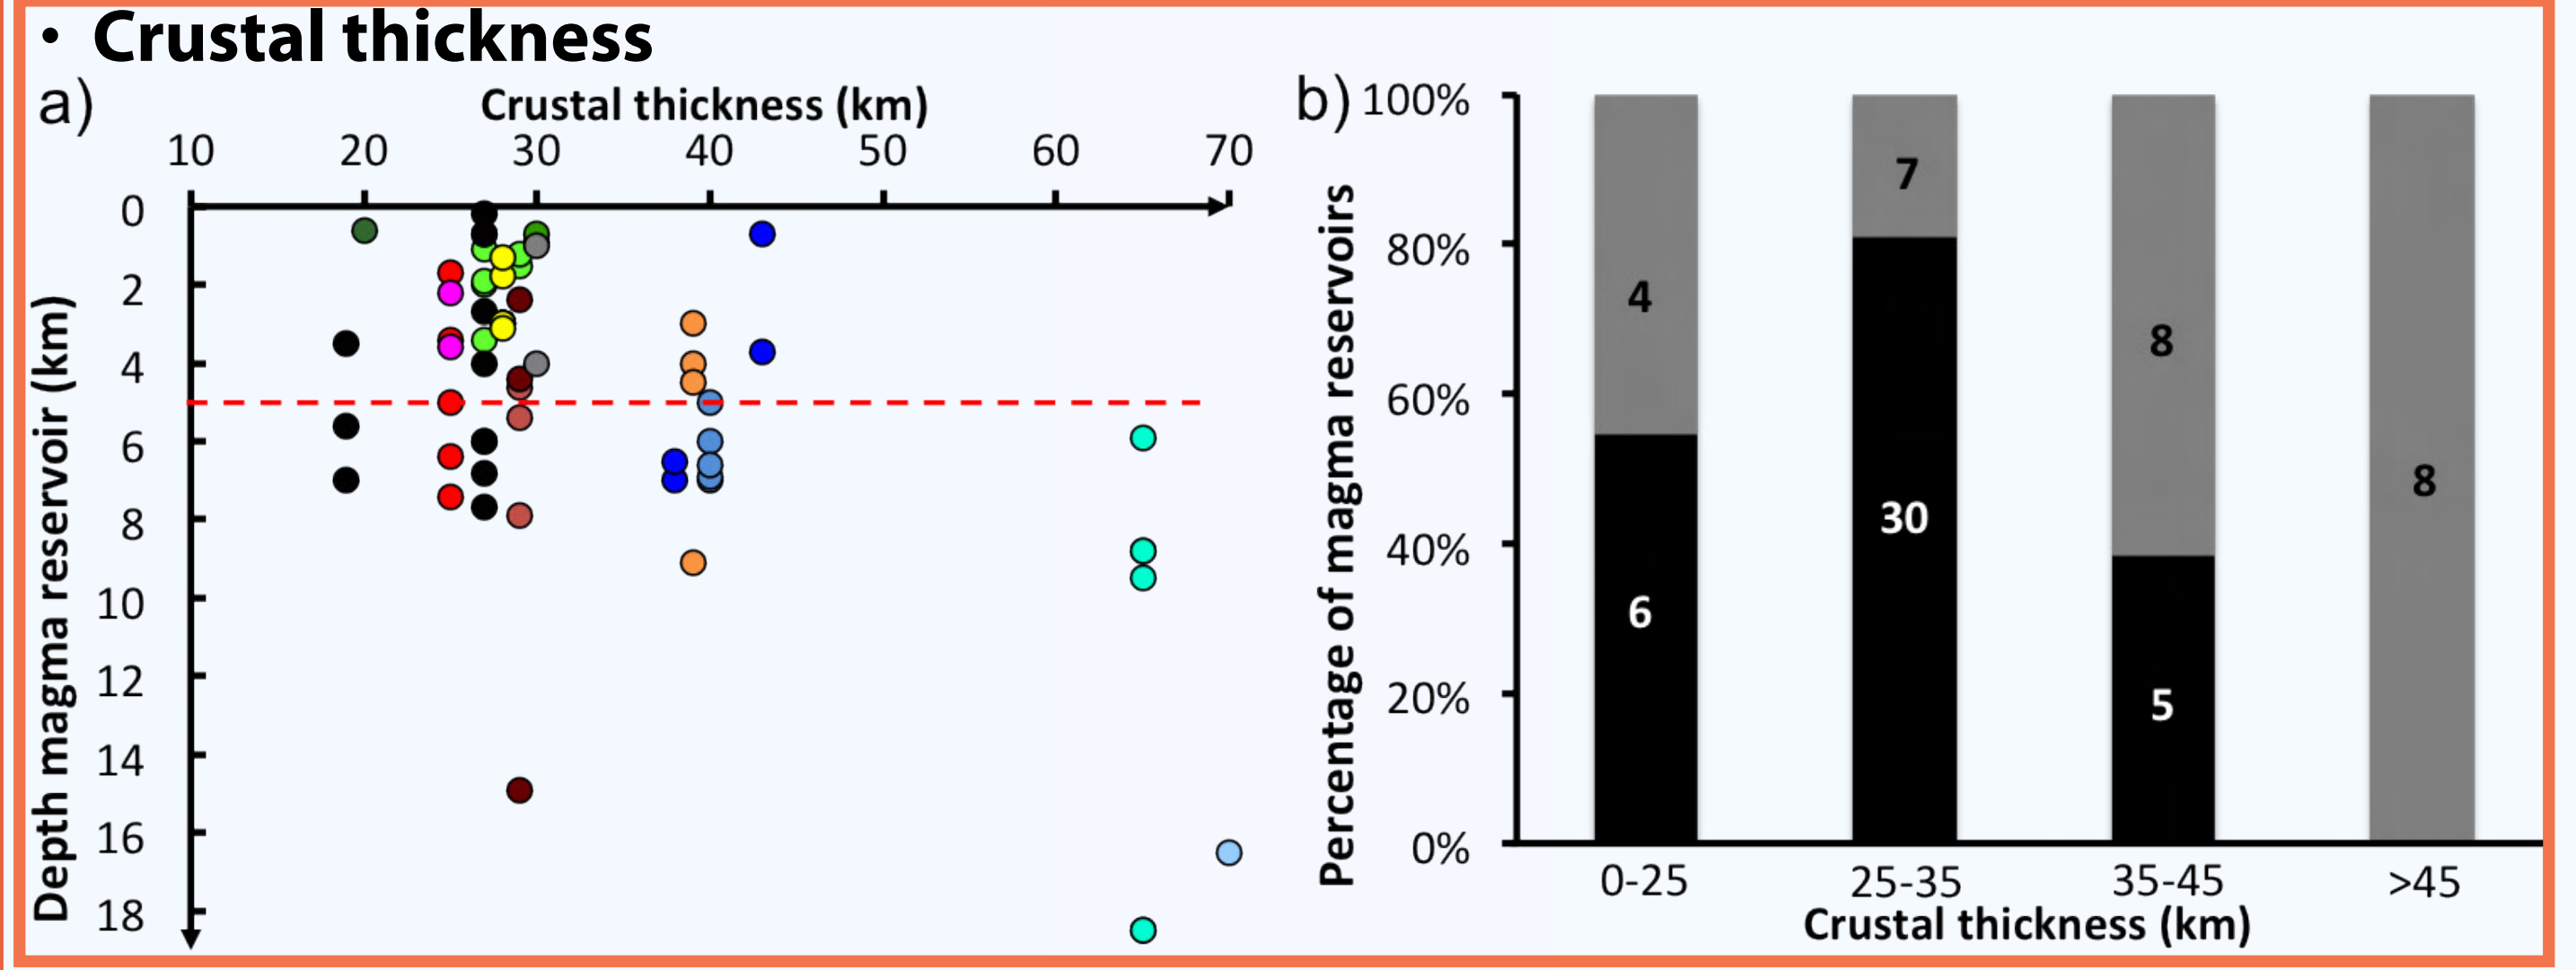 • Crustal thickness
a)
Crustal thickness (km)
10 20 30 40 50 60 70
Depth magma reservoir (km)
0
2
4
6
8
10
12
14
16
18
b)
Percentage of magma reservoirs
100%
80%
60%
40%
20%
0%
4
6
7
30
8
5
8
0-25 25-35 35-45 >45
Crustal thickness (km)